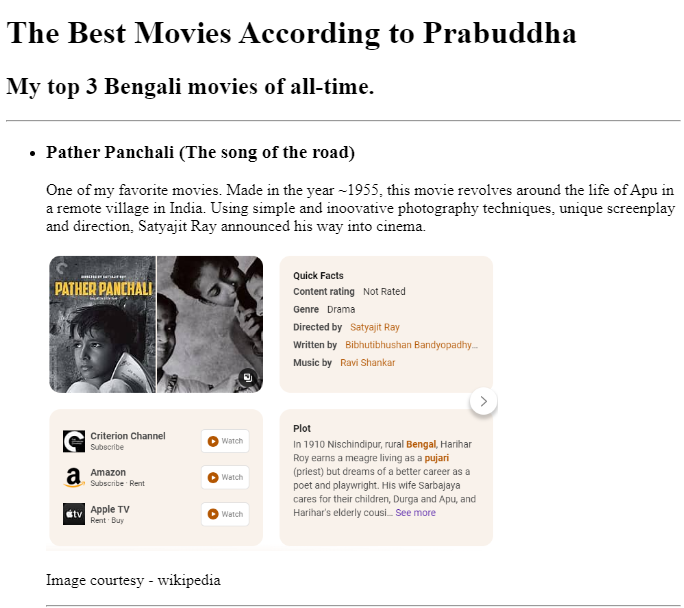 The Best Movies According to Prabuddha
My top 3 Bengali movies of all-time.
Pather Panchali (The song of the road)
One of my favorite movies. Made in the year ~1955, this movie revolves around the life of Apu in
a remote village in India. Using simple and inoovative photography techniques, unique screenplay
and direction, Satyajit Ray announced his way into cinema.
PATHER PANCHALI
Quick Facts
Content rating Not Rated
Genre Drama
Directed by Satyajit Ray
Written by Bibhutibhushan Bandyopadhy...
Music by Ravi Shankar
Criterion Channel
Subscribe
Watch
Amazon
Subscribe · Rent
Watch
tv
Apple TV
Rent · Buy
Watch
Plot
In 1910 Nischindipur, rural Bengal, Harihar
Roy earns a meagre living as a pujari
(priest) but dreams of a better career as a
poet and playwright. His wife Sarbajaya
cares for their children, Durga and Apu, and
Harihar's elderly cousi... See more
Image courtesy - wikipedia